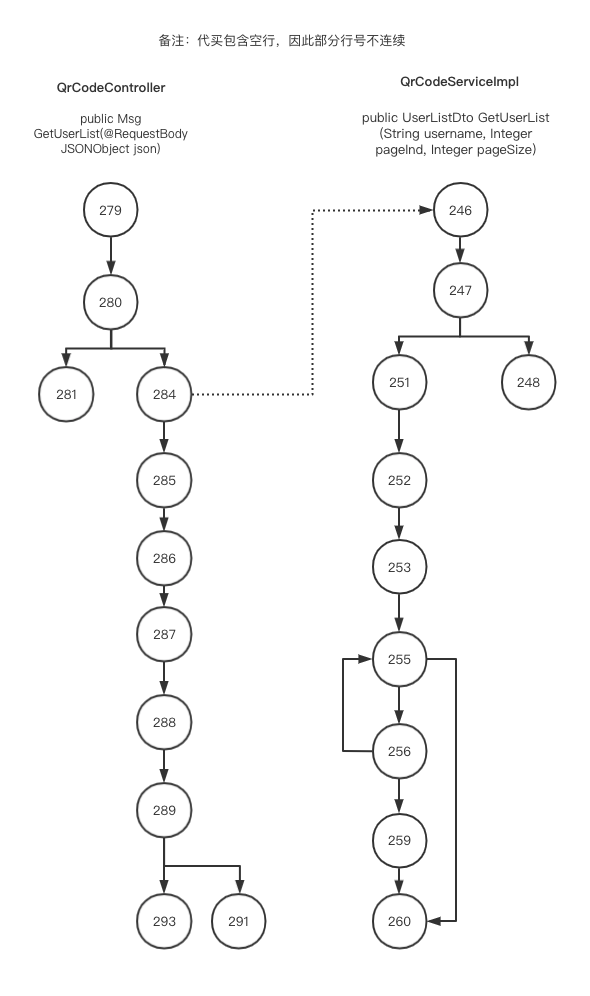 备注：代买包含空行，因此部分行号不连续
QrCodeController
public Msg
GetUserList(@RequestBody
JSONObject json)
279
280
281
284
285
286
287
288
289
293
291
QrCodeServiceImpl
public UserListDto GetUserList
(String username, Integer
pageInd, Integer pageSize)
246
247
251
248
252
253
255
256
259
260